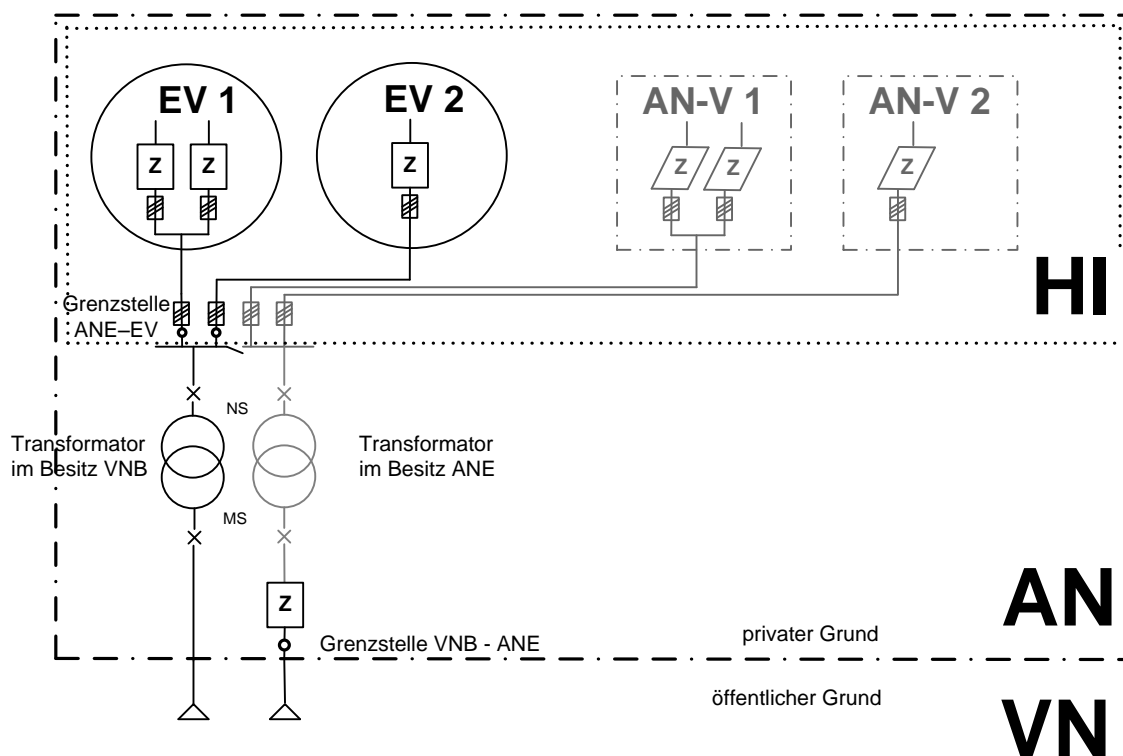 EV 1
EV 2
AN-V 1
AN-V 2
Z
Z
Z
Z
Z
Z
HI
Grenzstelle
ANE–EV
NS
Transformator
im Besitz VNB
Transformator
im Besitz ANE
MS
Z
AN
Grenzstelle VNB - ANE
privater Grund
öffentlicher Grund
VN